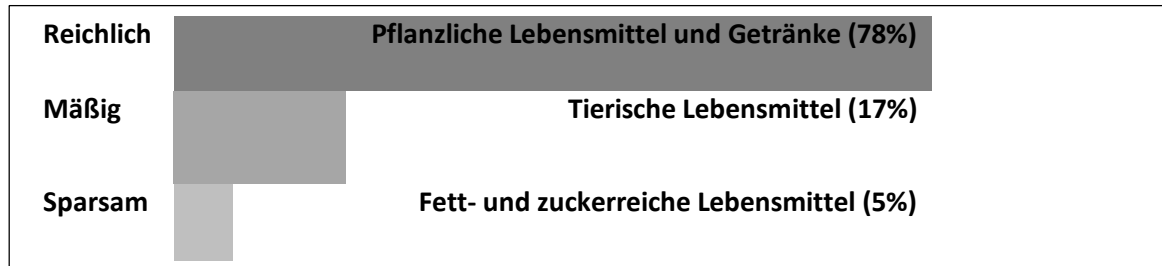 Reichlich Pflanzliche Lebensmittel und Getränke (78%)
Mäßig Tierische Lebensmittel (17%)
Sparsam Fett- und zuckerreiche Lebensmittel (5%)